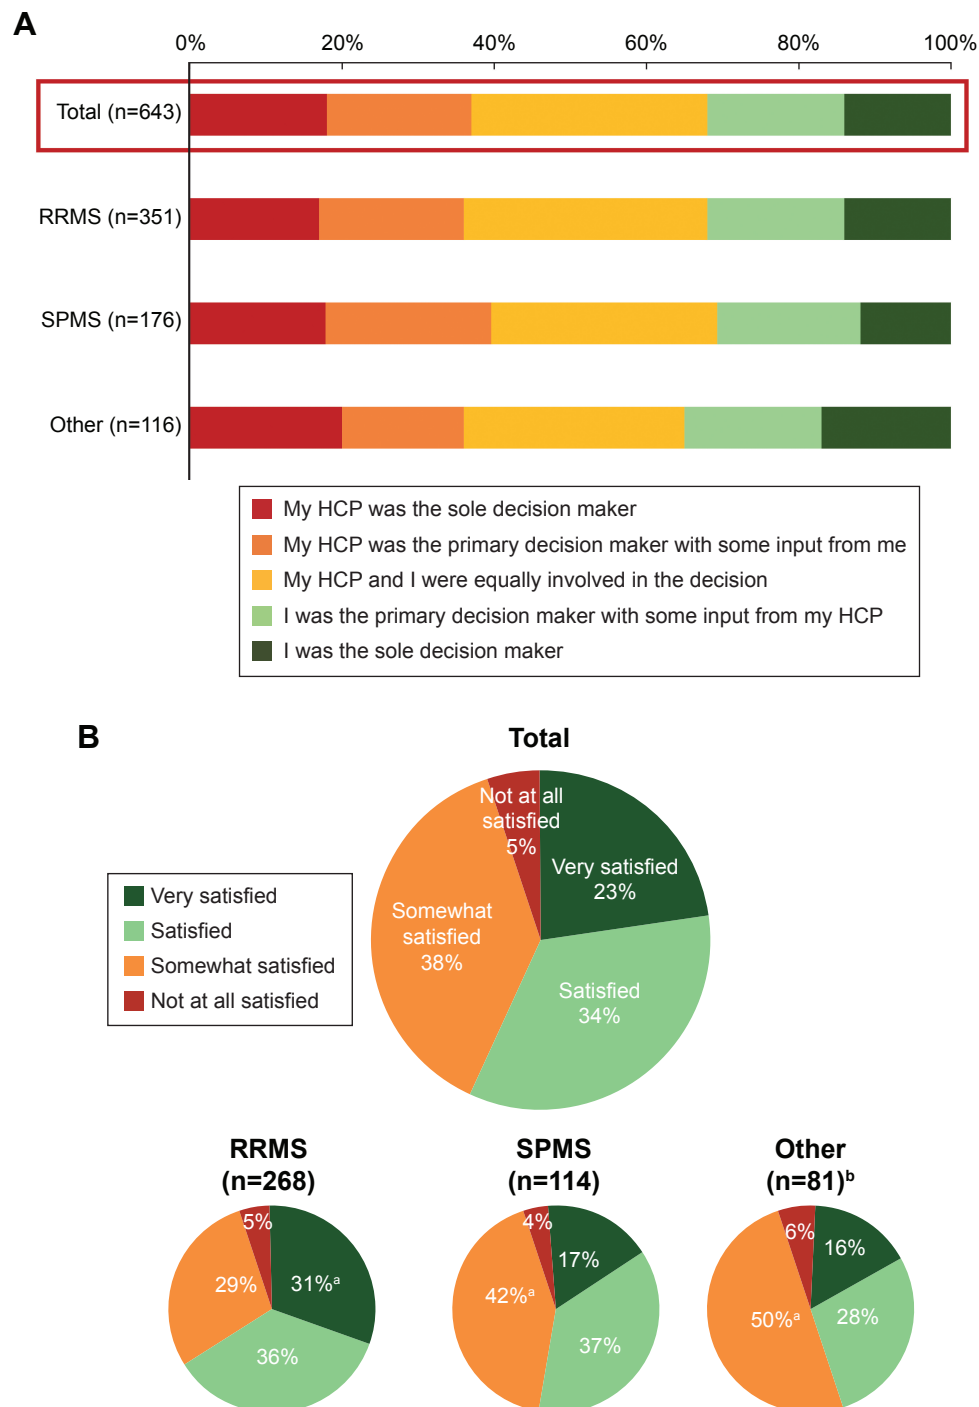 A
0% 20% 40% 60% 80% 100%
Total (n=643)
RRMS (n=351)
SPMS (n=176)
Other (n=116)
My HCP was the sole decision maker
My HCP was the primary decision maker with some input from me
My HCP and I were equally involved in the decision
I was the primary decision maker with some input from my HCP
I was the sole decision maker
B
Total
Very satisfied
Satisfied
Somewhat satisfied
Not at all satisfied
Not at all
satisfied
5%
Very satisfied
23%
Somewhat
satisfied
38%
Satisfied
34%
RRMS
(n=268)
5%
31%ᵃ
29%
36%
SPMS
(n=114)
4%
17%
42%ᵃ
37%
Other
(n=81)ᵇ
6%
16%
50%ᵃ
28%